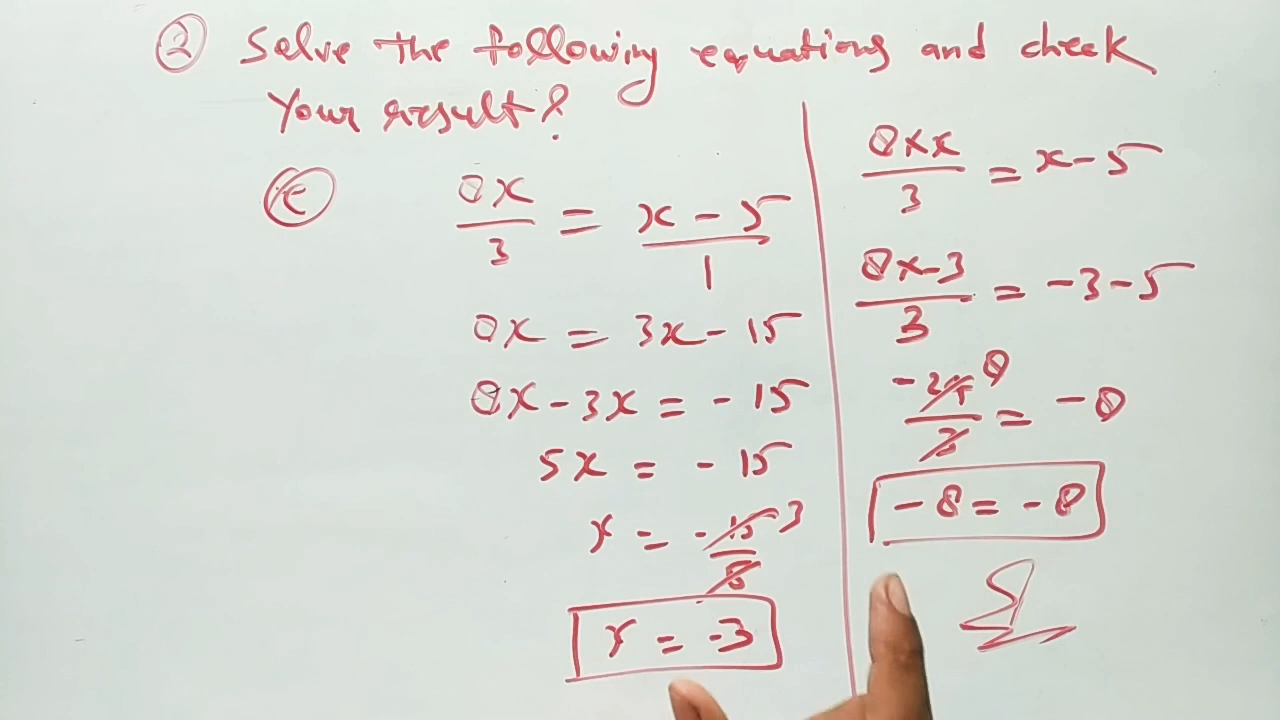 ② Solve the following equations and check
Your result?
(c) 8x/3 = x - 5/1
8x = 3x - 15
8x - 3x = - 15
5x = - 15
x = - 15/5 3
x = -3
8×x/3 = x - 5
8×-3/3 = -3 - 5
-24/3 8 = -8
-8 = -8